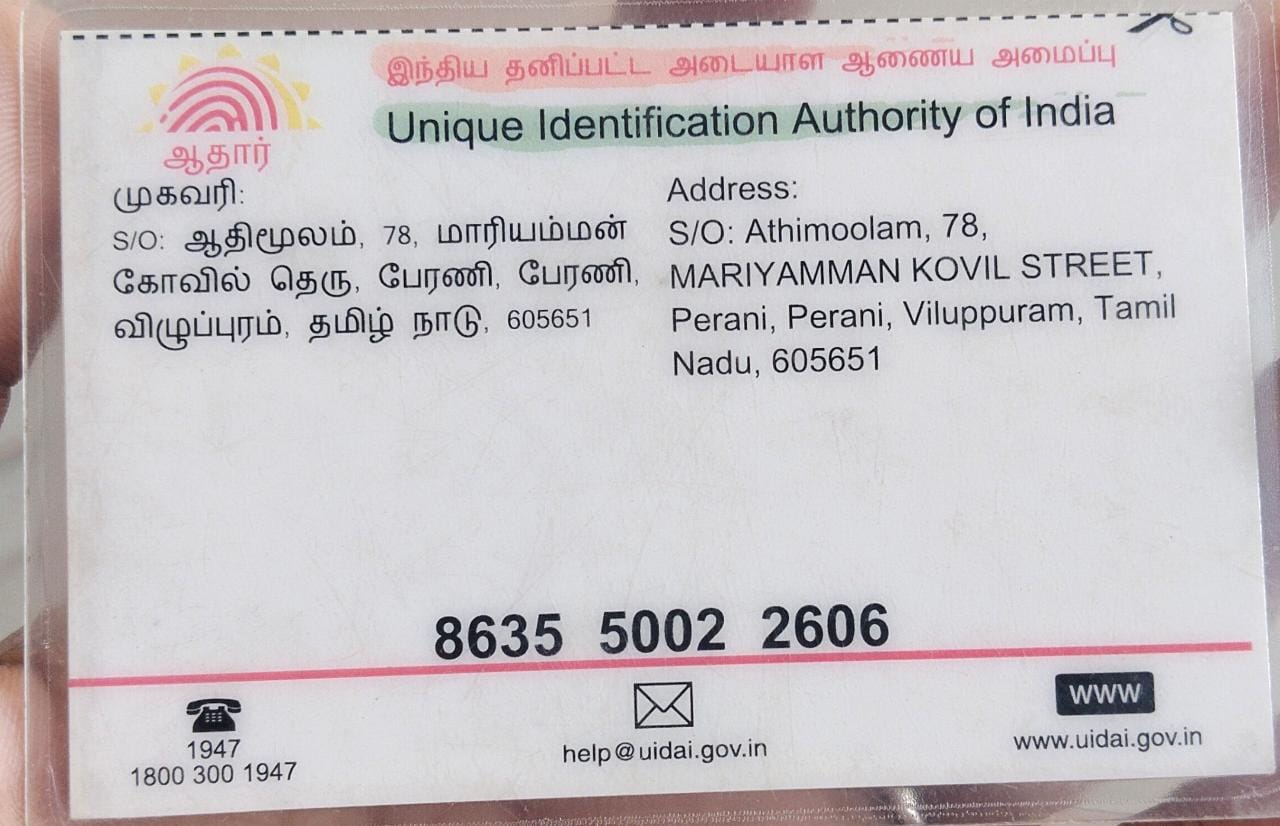 இந்திய தனிப்பட்ட அடையாள ஆணைய அமைப்பு
Unique Identification Authority of India
ஆதார்
முகவரி:
S/O: ஆதிமூலம், 78, மாரியம்மன்
கோவில் தெரு, பேரணி, பேரணி,
விழுப்புரம், தமிழ் நாடு, 605651
Address:
S/O: Athimoolam, 78,
MARIYAMMAN KOVIL STREET,
Perani, Perani, Viluppuram, Tamil
Nadu, 605651
8635 5002 2606
1947
1800 300 1947
help@uidai.gov.in
www
www.uidai.gov.in